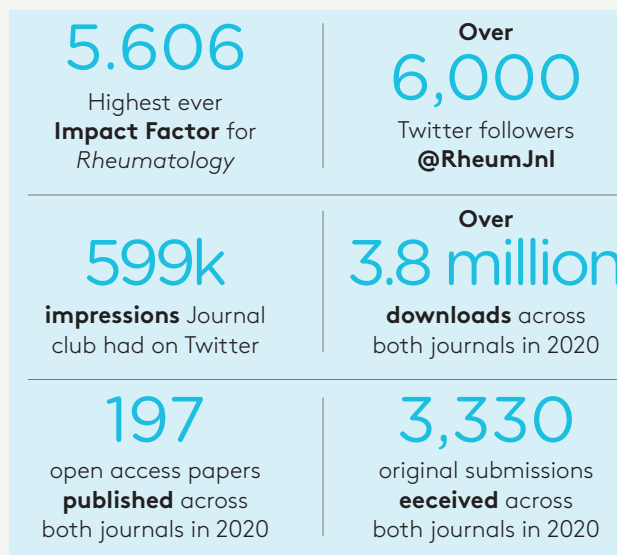 5.606
Highest ever
Impact Factor for
Rheumatology
Over
6,000
Twitter followers
@RheumJnl
599k
impressions Journal
club had on Twitter
Over
3.8 million
downloads across
both journals in 2020
197
open access papers
published across
both journals in 2020
3,330
original submissions
eeceived across
both journals in 2020